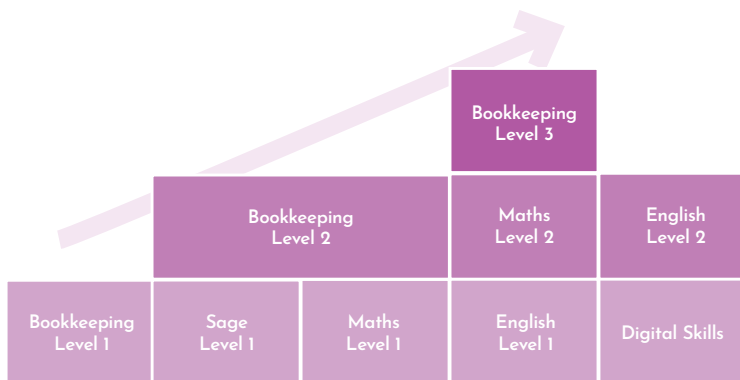 Bookkeeping
Level 3
Bookkeeping
Level 2
Maths
Level 2
English
Level 2
Bookkeeping
Level 1
Sage
Level 1
Maths
Level 1
English
Level 1
Digital Skills